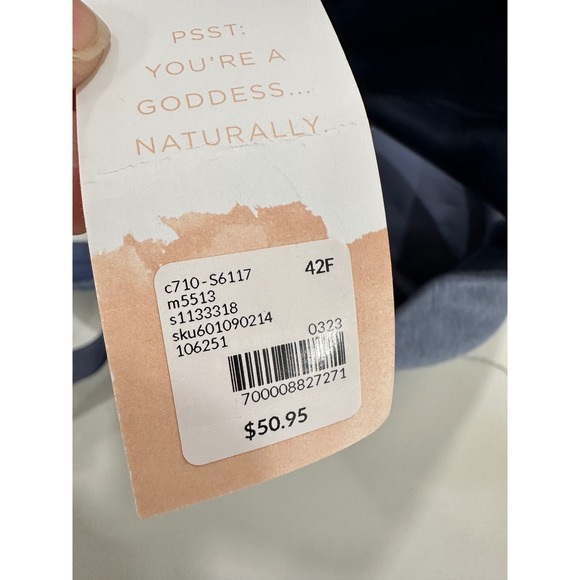 PSST:
YOU'RE A
GODDESS...
NATURALLY.
c710-S6117 42F
m5513
s1133318
sku601090214
106251 0323
700008827271
$50.95